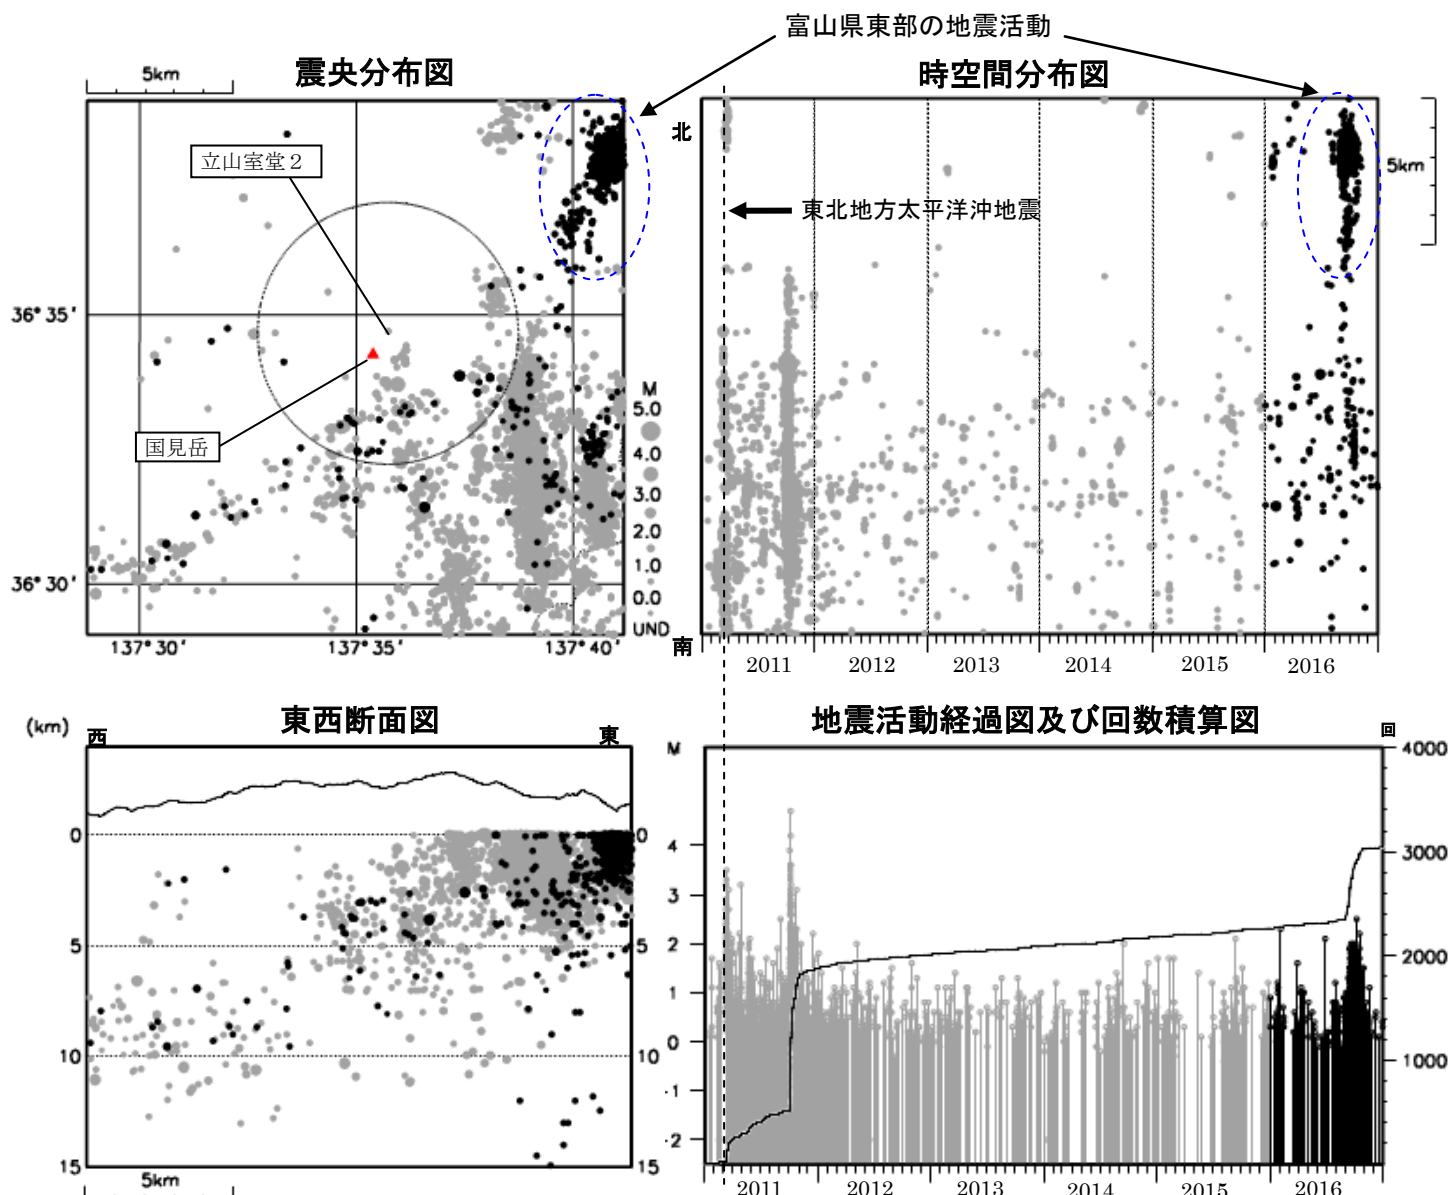 富山県東部の地震活動
5km
震央分布図
時空間分布図
北
立山室堂2
5km
東北地方太平洋沖地震
36°35'
国見岳
M
5.0
4.0
3.0
2.0
1.0
0.0
UND
36°30'
137°30'
137°35'
137°40'
南
2011
2012
2013
2014
2015
2016
(km)
西
東西断面図
東
地震活動経過図及び回数積算図
M
回
0
5
10
15
0
5
10
15
4
3
2
1
0
-1
-2
4000
3000
2000
1000
5km
2011
2012
2013
2014
2015
2016